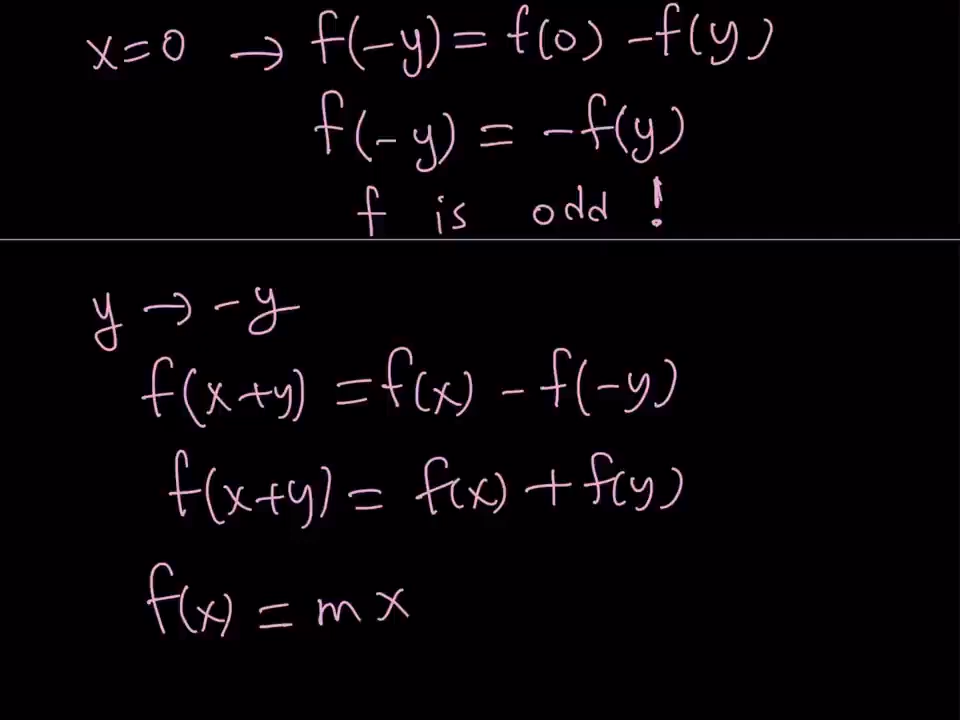 x=0 → f(-y) = f(0) - f(y)
f(-y) = -f(y)
f is odd !
y → -y
f(x+y) = f(x) - f(-y)
f(x+y) = f(x) + f(y)
f(x) = mx